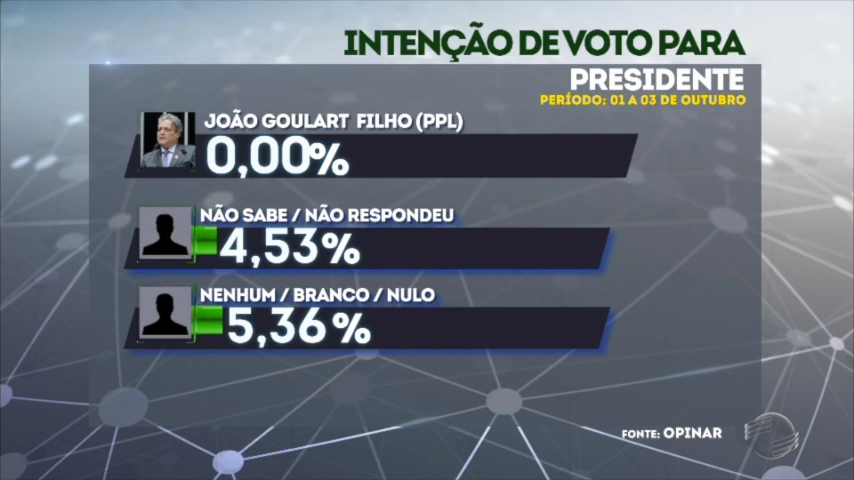 INTENÇÃO DE VOTO PARA
PRESIDENTE
PERÍODO: 01 A 03 DE OUTUBRO
JOÃO GOULART FILHO (PPL)
0,00%
NÃO SABE / NÃO RESPONDEU
4,53%
NENHUM / BRANCO / NULO
5,36%
FONTE: OPINAR